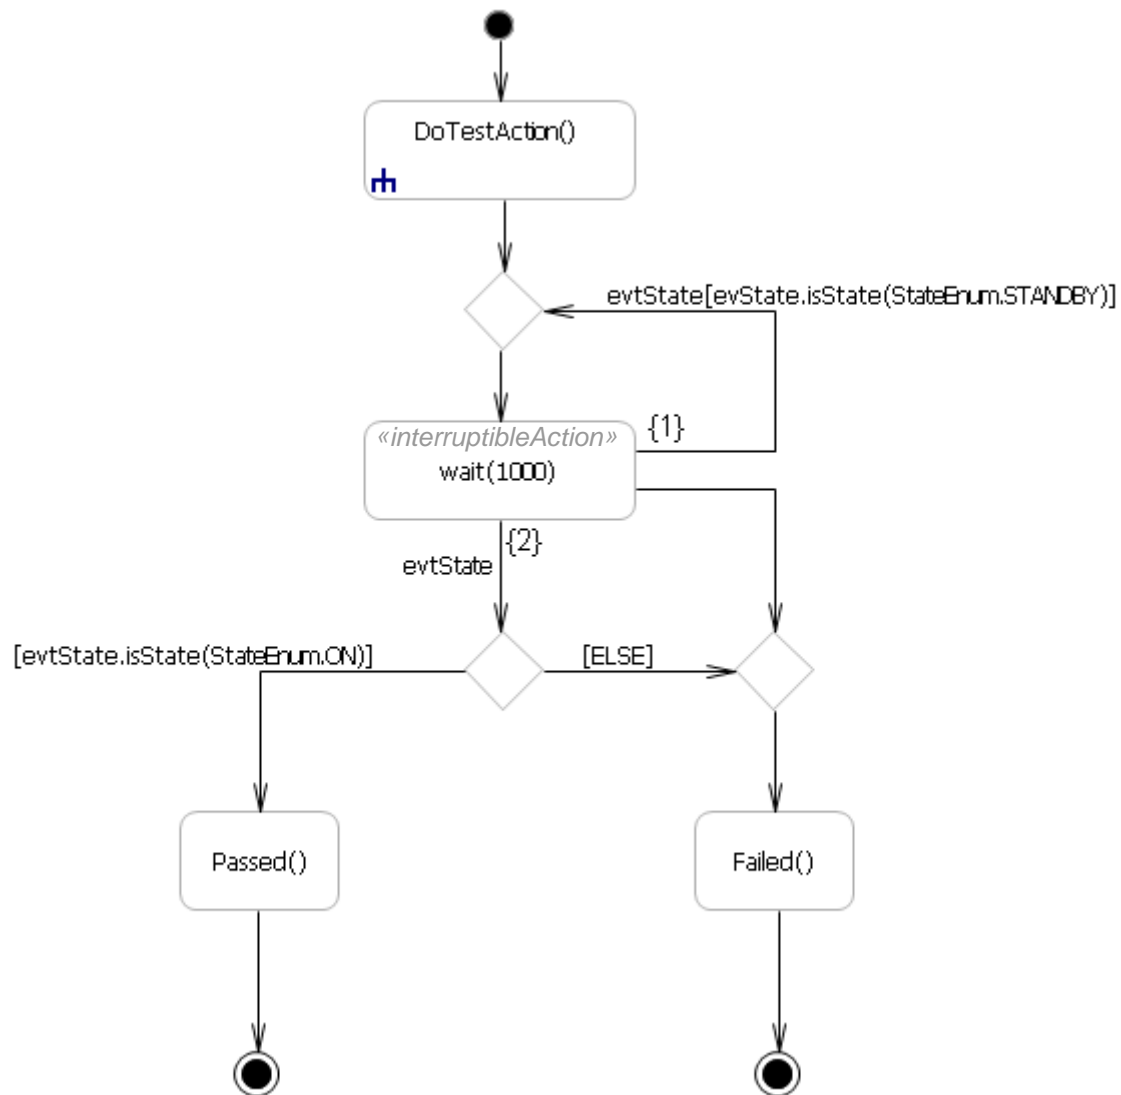 DoTestAction()
evtState[evState.isState(StateEnum.STANDBY)]
«interruptibleAction»
{1}
wait(1000)
{2}
evtState
[evtState.isState(StateEnum.ON)]
[ELSE]
Passed()
Failed()